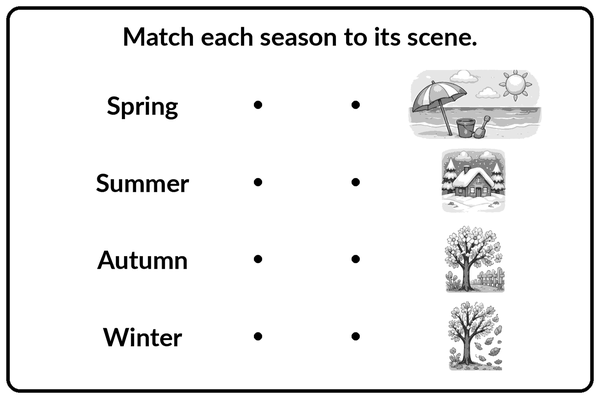 Match each season to its scene.
Spring
Summer
Autumn
Winter